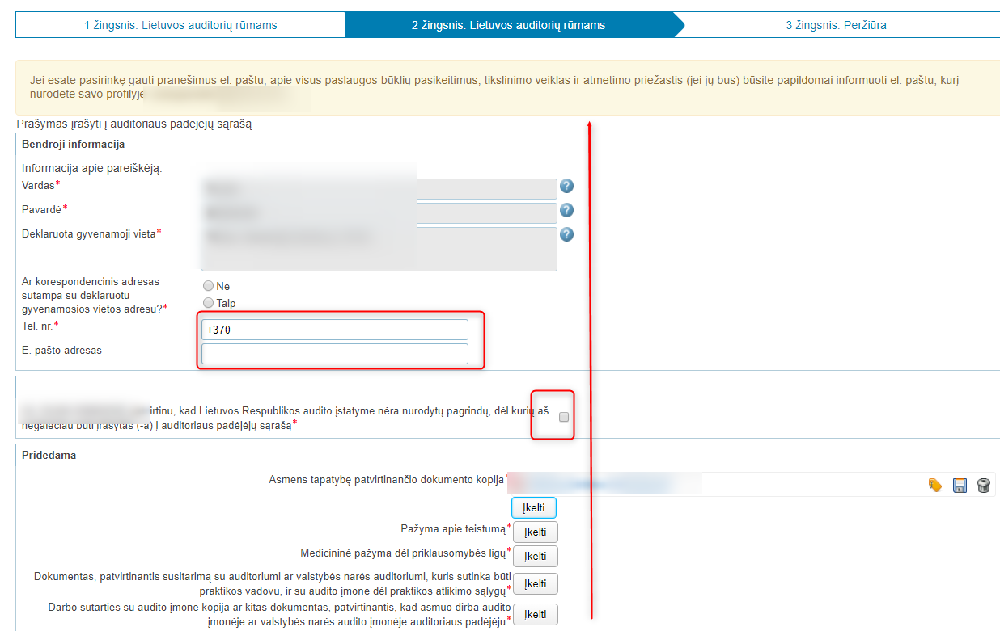 1 žingsnis: Lietuvos auditorių rūmams
2 žingsnis: Lietuvos auditorių rūmams
3 žingsnis: Peržiūra
Jei esate pasirinkę gauti pranešimus el. paštu, apie visus paslaugos būklių pasikeitimus, tikslinimo veiklas ir atmetimo priežastis (jei jų bus) būsite papildomai informuoti el. paštu, kurį
nurodėte savo profilyje
Prašymas įrašyti į auditoriaus padėjėjų sąrašą
Bendroji informacija
Informacija apie pareiškėją:
Vardas*
Pavardė*
Deklaruota gyvenamoji vieta*
Ar korespondencinis adresas
sutampa su deklaruotu
gyvenamosios vietos adresu?*
Ne
Taip
Tel. nr.*
+370
E. pašto adresas
irtinu, kad Lietuvos Respublikos audito įstatyme nėra nurodytų pagrindų, dėl kurių aš
negalėčiau būti įrašytas (-a) į auditoriaus padėjėjų sąrašą*
Pridedama
Asmens tapatybę patvirtinančio dokumento kopija*
Įkelti
Pažyma apie teistumą*
Įkelti
Medicininė pažyma dėl priklausomybės ligų*
Įkelti
Dokumentas, patvirtinantis susitarimą su auditoriumi ar valstybės narės auditoriumi, kuris sutinka būti
praktikos vadovu, ir su audito įmone dėl praktikos atlikimo sąlygų*
Įkelti
Darbo sutarties su audito įmone kopija ar kitas dokumentas, patvirtinantis, kad asmuo dirba audito
įmonėje ar valstybės narės audito įmonėje auditoriaus padėjėju*
Įkelti